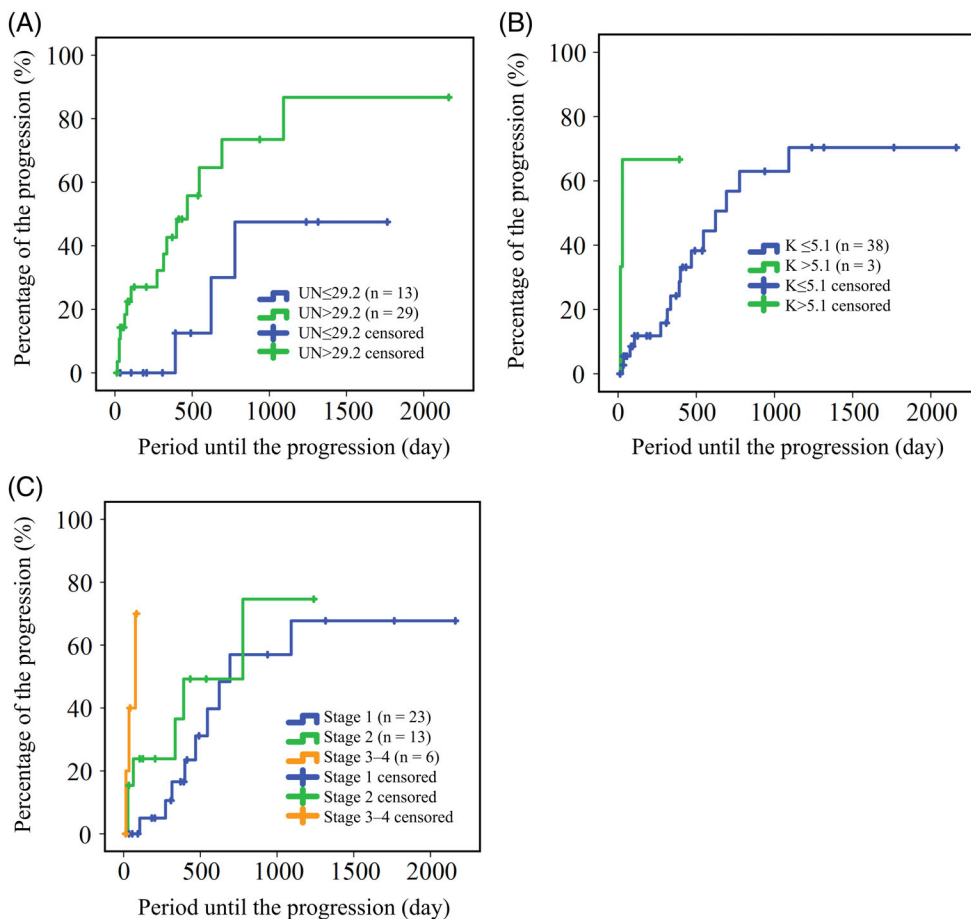 (A)
Percentage of the progression (%)
100
80
60
40
20
0
UN≤29.2 (n = 13)
UN>29.2 (n = 29)
UN≤29.2 censored
UN>29.2 censored
0 500 1000 1500 2000
Period until the progression (day)
(B)
Percentage of the progression (%)
100
80
60
40
20
0
K ≤5.1 (n = 38)
K >5.1 (n = 3)
K≤5.1 censored
K>5.1 censored
0 500 1000 1500 2000
Period until the progression (day)
(C)
Percentage of the progression (%)
100
80
60
40
20
0
Stage 1 (n = 23)
Stage 2 (n = 13)
Stage 3–4 (n = 6)
Stage 1 censored
Stage 2 censored
Stage 3–4 censored
0 500 1000 1500 2000
Period until the progression (day)